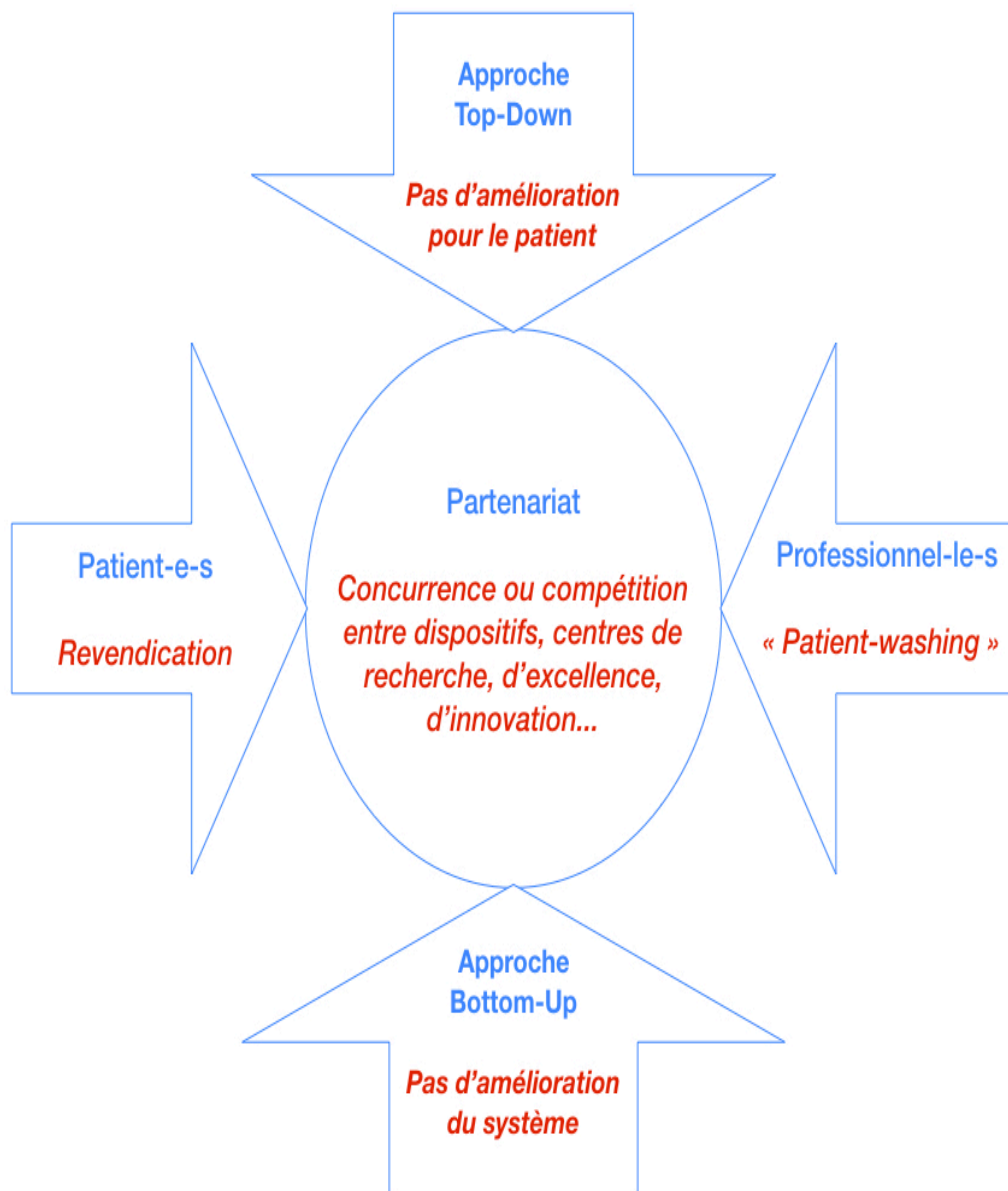 Approche
Top-Down
Pas d’amélioration
pour le patient
Patient-e-s
Revendication
Partenariat
Concurrence ou compétition
entre dispositifs, centres de
recherche, d’excellence,
d’innovation...
Professionnel-le-s
« Patient-washing »
Approche
Bottom-Up
Pas d’amélioration
du système